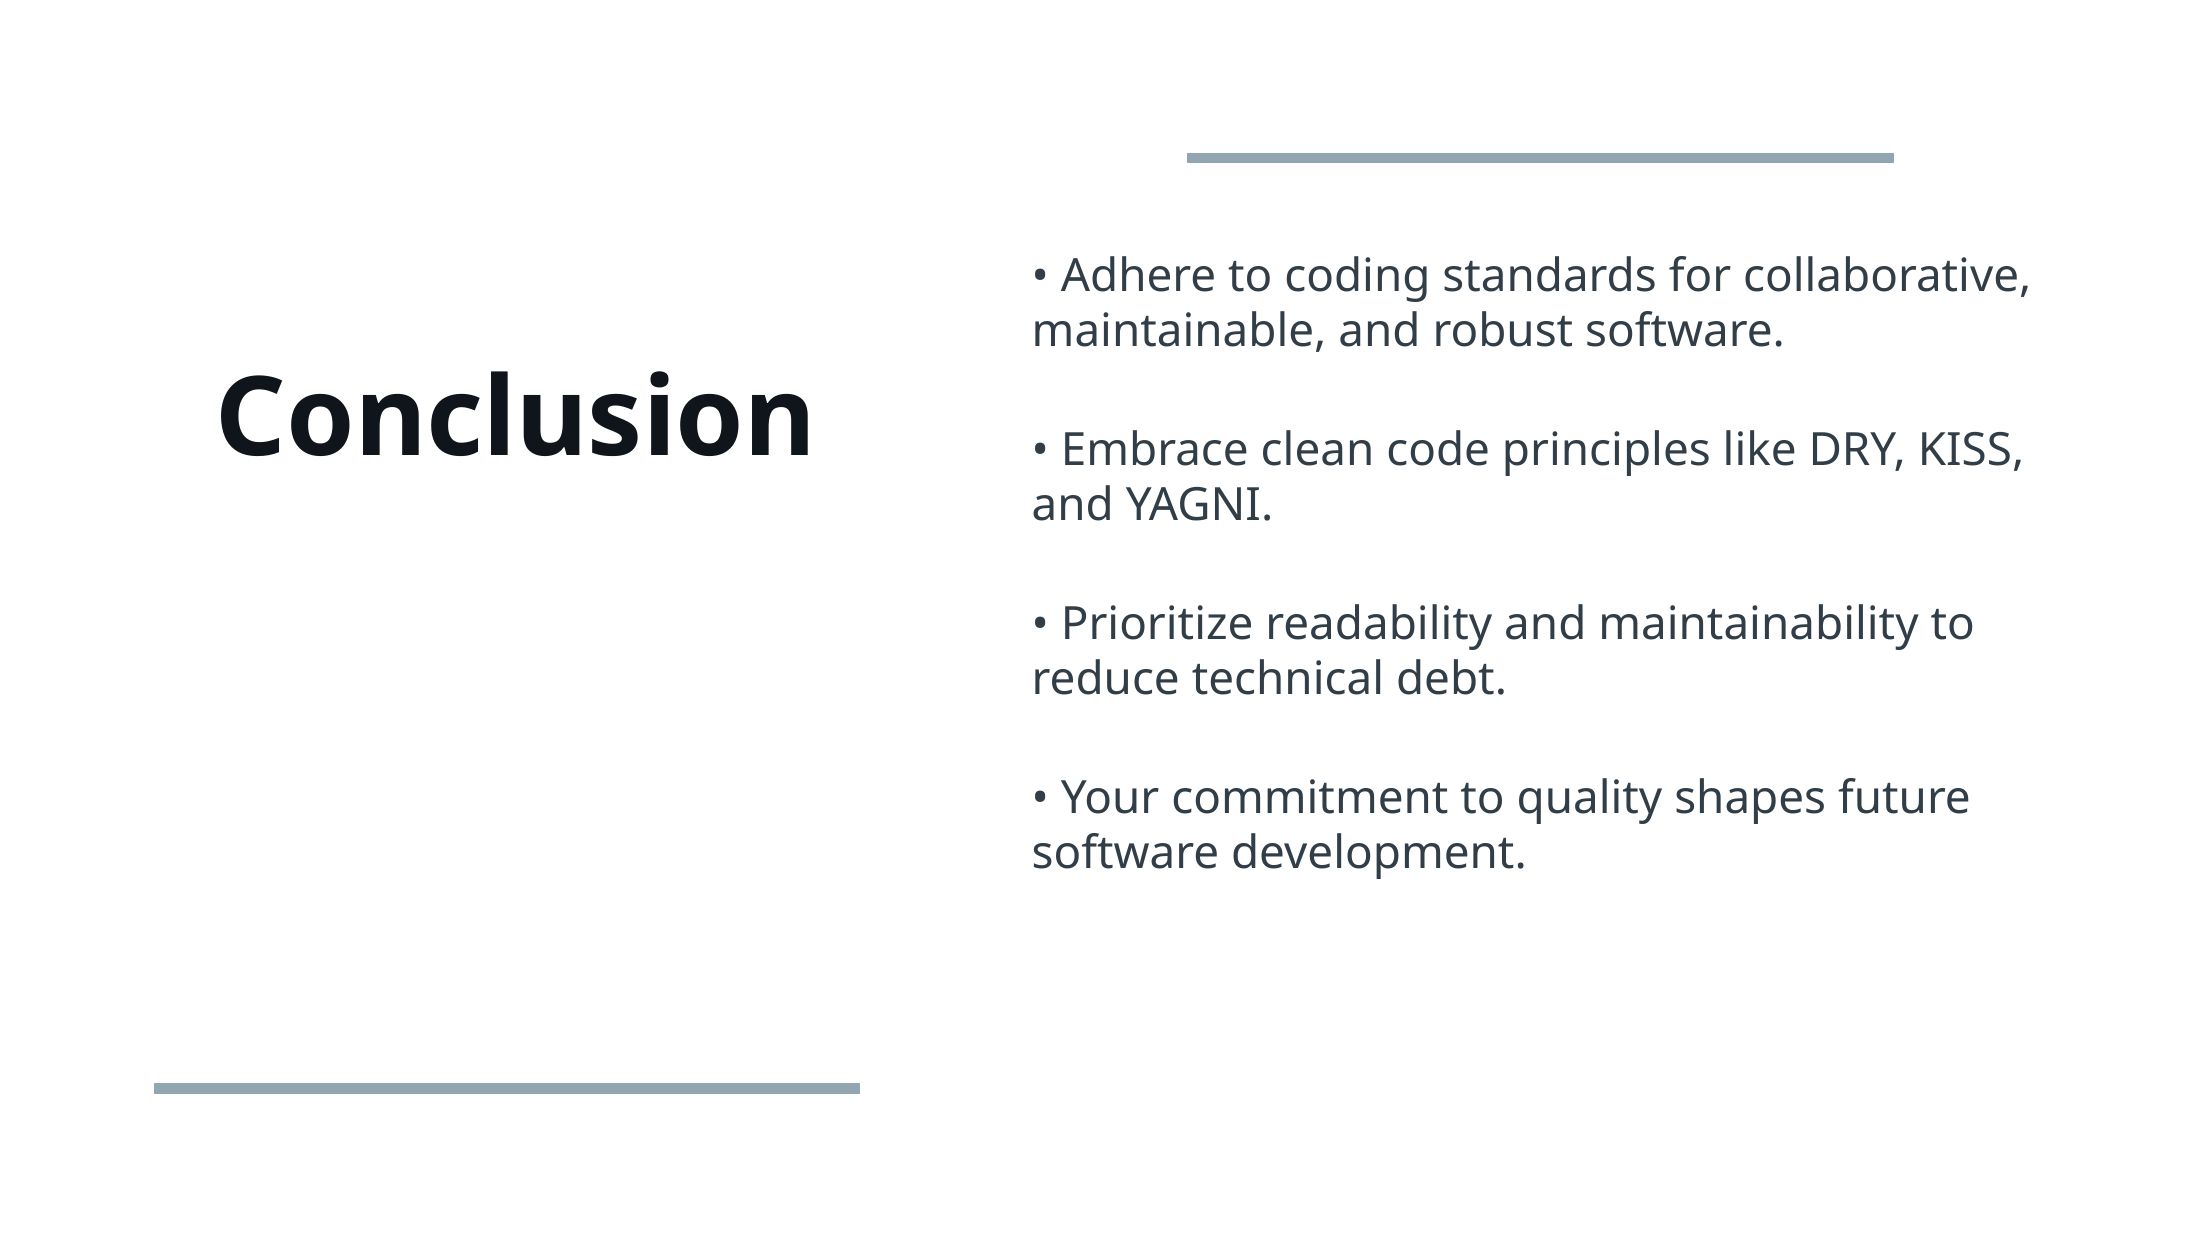 Conclusion
• Adhere to coding standards for collaborative,
maintainable, and robust software.
• Embrace clean code principles like DRY, KISS,
and YAGNI.
• Prioritize readability and maintainability to
reduce technical debt.
• Your commitment to quality shapes future
software development.